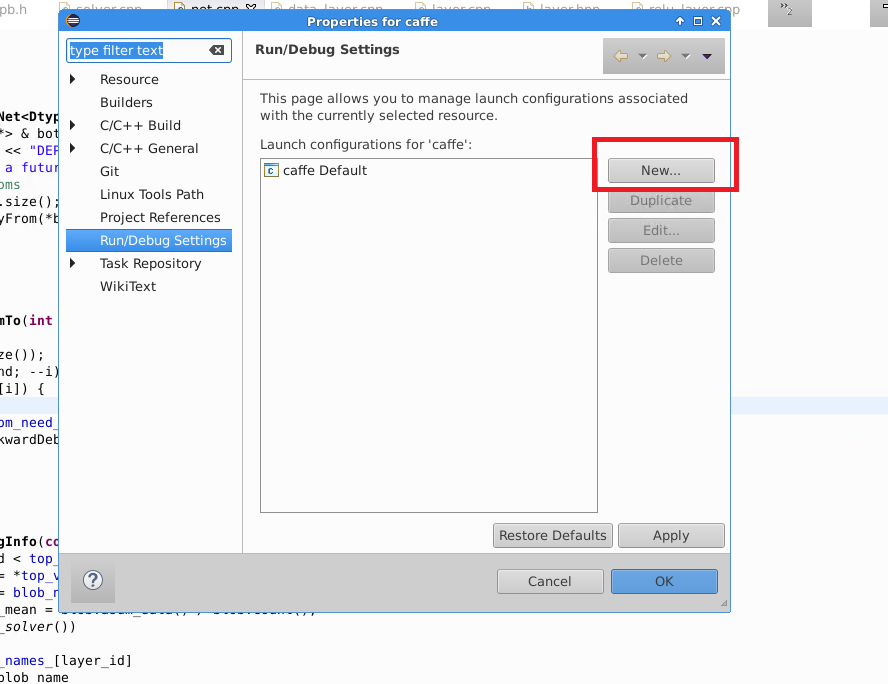 pb.h
solver.cpp
net.cpp
data_layer.cpp
layer.cpp
layer.hpp
relu_layer.cpp
»2
Properties for caffe
type filter text
Resource
Builders
C/C++ Build
C/C++ General
Git
Linux Tools Path
Project References
Run/Debug Settings
Task Repository
WikiText
Run/Debug Settings
This page allows you to manage launch configurations associated
with the currently selected resource.
Launch configurations for 'caffe':
caffe Default
New...
Duplicate
Edit...
Delete
Restore Defaults
Apply
?
Cancel
OK
Net<Dtyp
*> & bot
<< "DEP
a futur
oms
.size();
yFrom(*b
mTo(int
ze());
nd; --i)
[i]) {
om_need_
kwardDeb
gInfo(co
d < top_
= *top_v
= blob_n
_mean =
_solver())
_names_[layer_id]
blob name